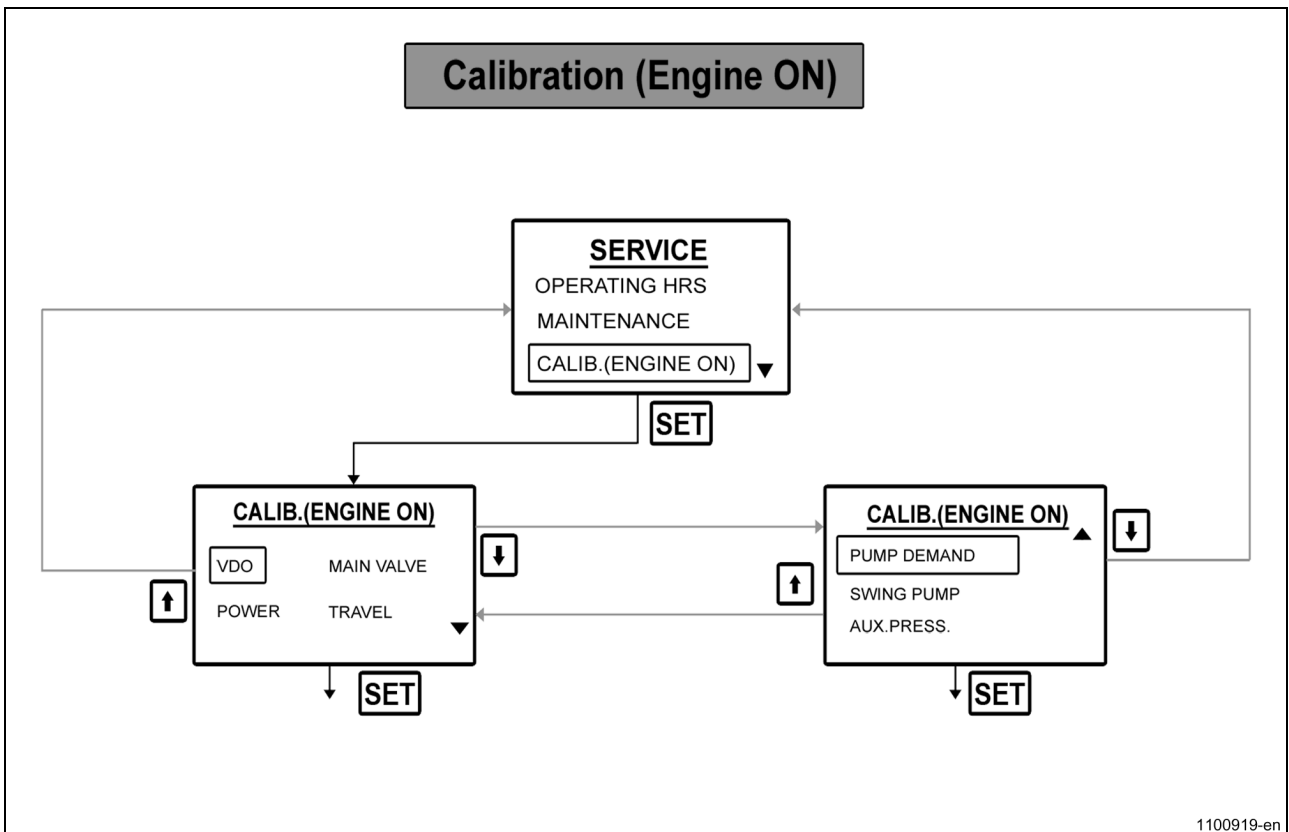 Calibration (Engine ON)
SERVICE
OPERATING HRS
MAINTENANCE
CALIB.(ENGINE ON)
SET
CALIB.(ENGINE ON)
VDO MAIN VALVE
POWER TRAVEL
SET
CALIB.(ENGINE ON)
PUMP DEMAND
SWING PUMP
AUX.PRESS.
SET
1100919-en